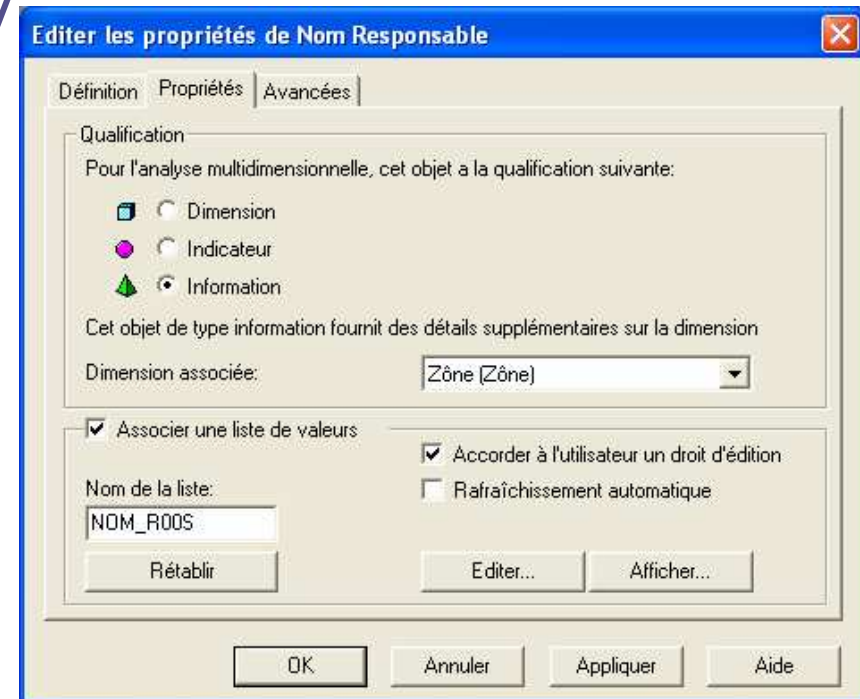 Editer les propriétés de Nom Responsable
Définition Propriétés Avancées
Qualification
Pour l'analyse multidimensionnelle, cet objet a la qualification suivante:
Dimension
Indicateur
Information
Cet objet de type information fournit des détails supplémentaires sur la dimension
Dimension associée: Zône (Zône)
Associer une liste de valeurs
Accorder à l'utilisateur un droit d'édition
Nom de la liste: Rafraîchissement automatique
NOM_R00S
Rétablir Editer... Afficher...
OK Annuler Appliquer Aide